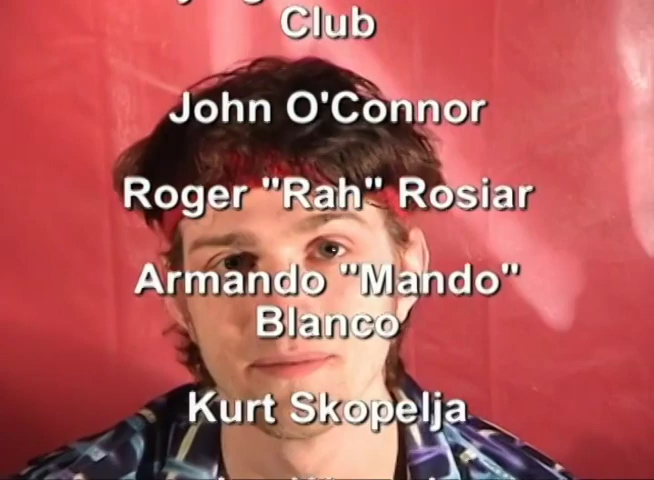 Club
John O'Connor
Roger "Rah" Rosiar
Armando "Mando"
Blanco
Kurt Skopelja